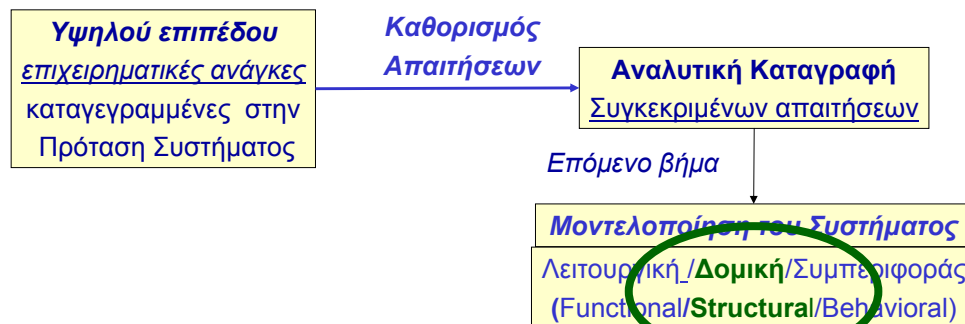 Υψηλού επιπέδου
επιχειρηματικές ανάγκες
καταγεγραμμένες στην
Πρόταση Συστήματος
Καθορισμός
Απαιτήσεων
Αναλυτική Καταγραφή
Συγκεκριμένων απαιτήσεων
Επόμενο βήμα
Μοντελοποίηση του Συστήματος
Λειτουργική /Δομική/Συμπεριφοράς
(Functional/Structural/Behavioral)